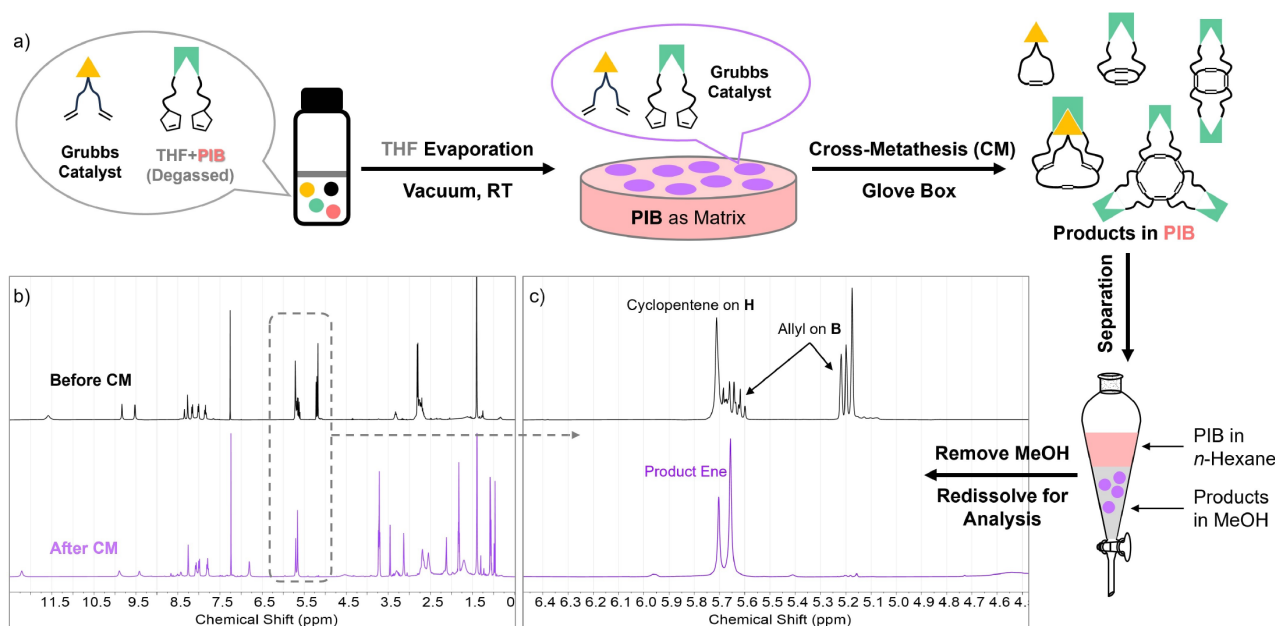 a)
Grubbs
Catalyst
THF+PIB
(Degassed)
THF Evaporation
Vacuum, RT
Grubbs
Catalyst
PIB as Matrix
Cross-Metathesis (CM)
Glove Box
Products in PIB
Separation
PIB in
n-Hexane
Products
in MeOH
Remove MeOH
Redissolve for
Analysis
b)
Before CM
After CM
11.5 10.5 9.5 8.5 7.5 6.5 5.5 4.5 3.5 2.5 1.5 0
Chemical Shift (ppm)
c)
Cyclopentene on H
Allyl on B
Product Ene
6.4 6.3 6.2 6.1 6.0 5.9 5.8 5.7 5.6 5.5 5.4 5.3 5.2 5.1 5.0 4.9 4.8 4.7 4.6 4.
Chemical Shift (ppm)